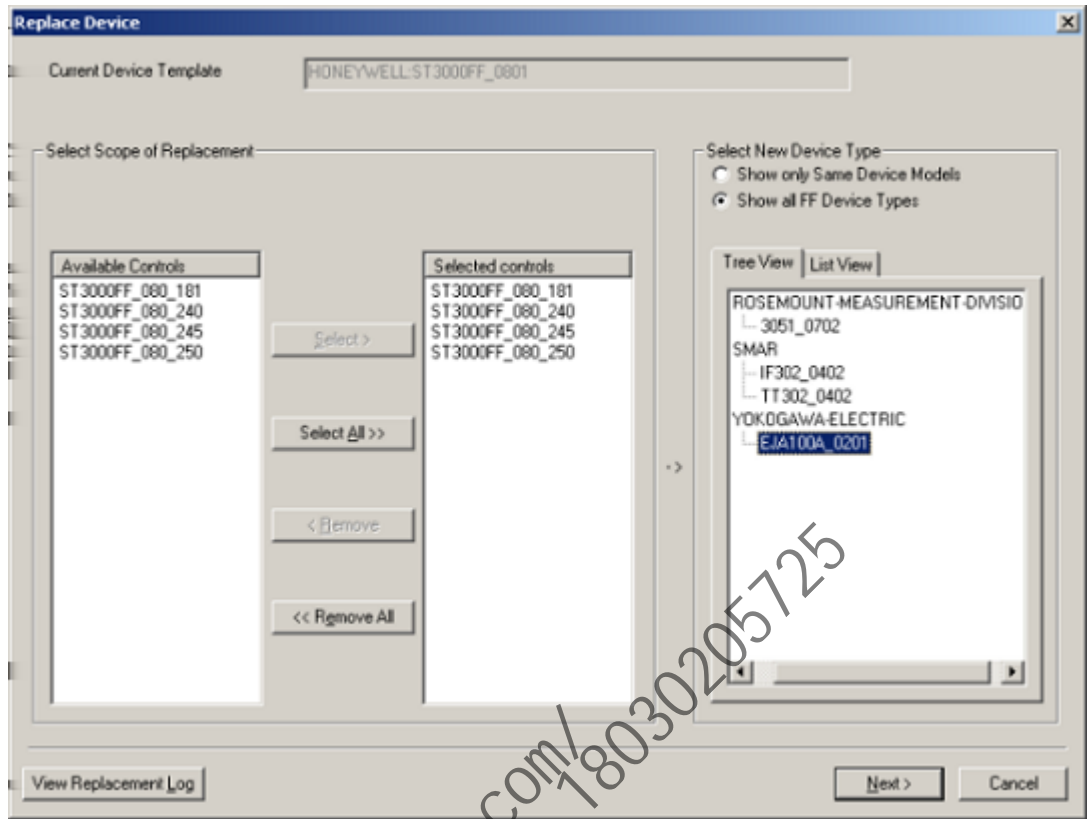 Replace Device
Current Device Template
HONEYWELL:ST3000FF_0801
Select Scope of Replacement
Available Controls
ST3000FF_080_181
ST3000FF_080_240
ST3000FF_080_245
ST3000FF_080_250
Select >
Select All >>
< Remove
<< Remove All
Selected controls
ST3000FF_080_181
ST3000FF_080_240
ST3000FF_080_245
ST3000FF_080_250
->
Select New Device Type
Show only Same Device Models
Show all FF Device Types
Tree View
List View
ROSEMOUNT-MEASUREMENT-DIVISIO
3051_0702
SMAR
IF302_0402
TT302_0402
YOKOGAWA-ELECTRIC
EJA100A_0201
View Replacement Log
Next >
Cancel
com/
18030205725